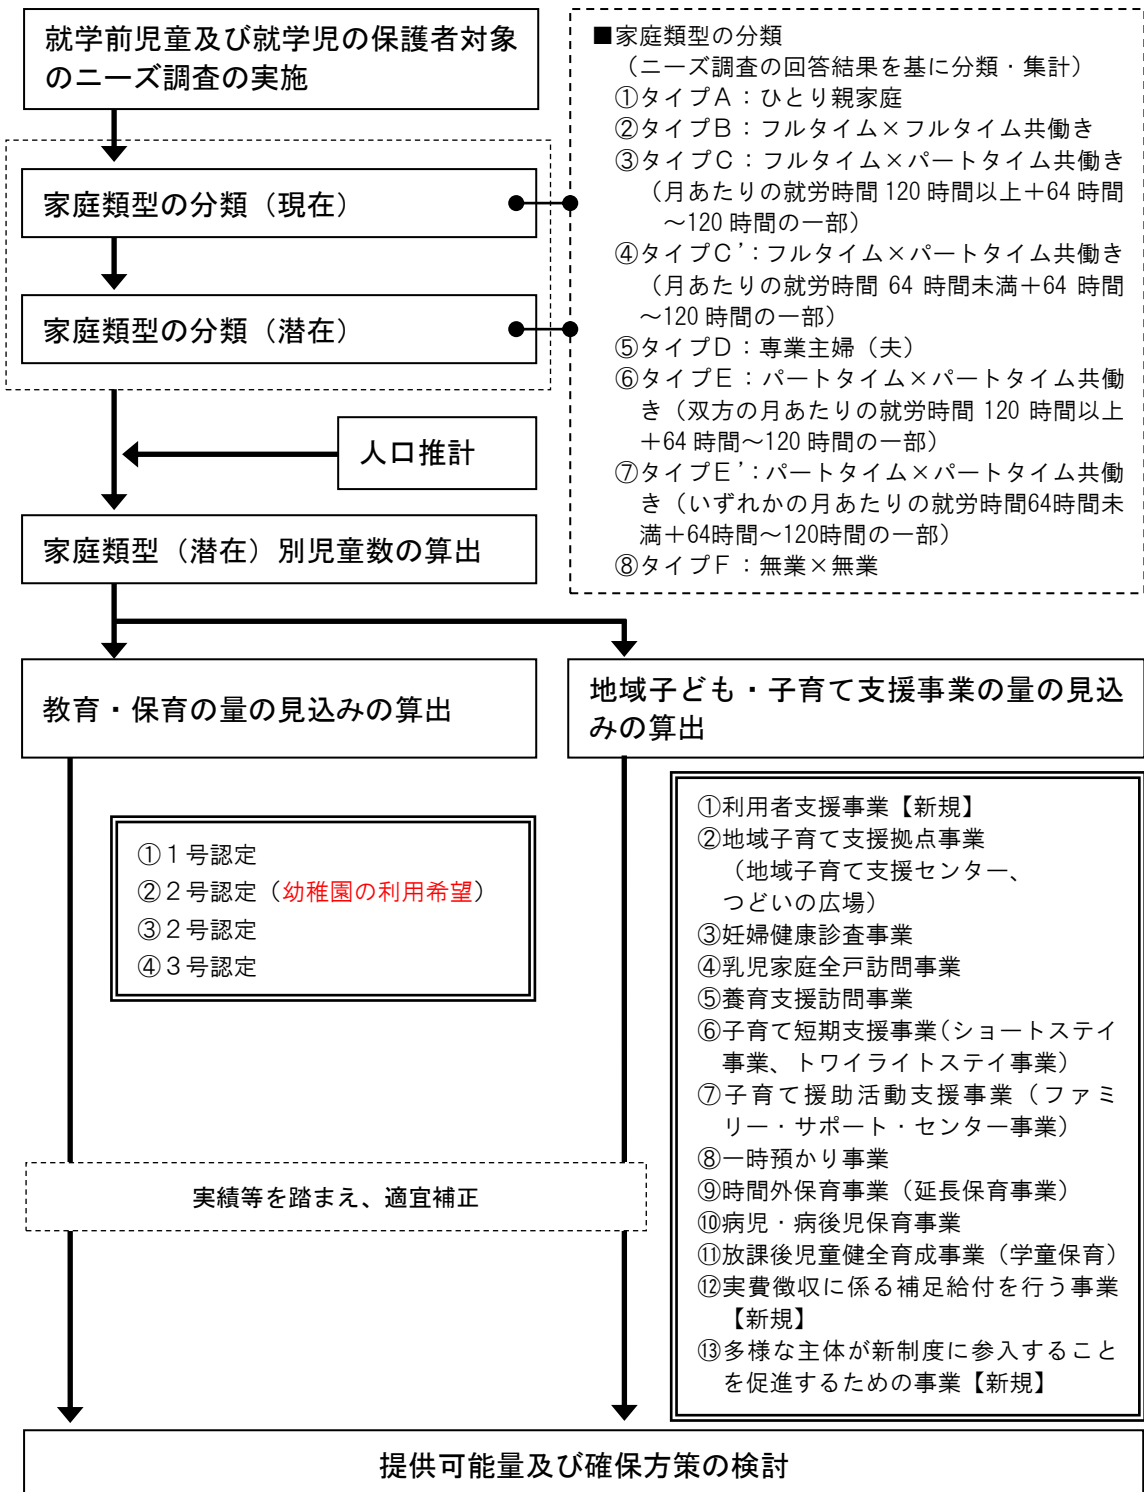 就学前児童及び就学児の保護者対象
のニーズ調査の実施
家庭類型の分類（現在）
家庭類型の分類（潜在）
人口推計
家庭類型（潜在）別児童数の算出
■家庭類型の分類
（ニーズ調査の回答結果を基に分類・集計）
①タイプＡ：ひとり親家庭
②タイプＢ：フルタイム×フルタイム共働き
③タイプＣ：フルタイム×パートタイム共働き
（月あたりの就労時間 120 時間以上＋64 時間
～120 時間の一部）
④タイプＣ’：フルタイム×パートタイム共働き
（月あたりの就労時間 64 時間未満＋64 時間
～120 時間の一部）
⑤タイプＤ：専業主婦（夫）
⑥タイプＥ：パートタイム×パートタイム共働
き（双方の月あたりの就労時間 120 時間以上
＋64 時間～120 時間の一部）
⑦タイプＥ’：パートタイム×パートタイム共働
き（いずれかの月あたりの就労時間64時間未
満＋64時間～120時間の一部）
⑧タイプＦ：無業×無業
教育・保育の量の見込みの算出
①１号認定
②２号認定（幼稚園の利用希望）
③２号認定
④３号認定
地域子ども・子育て支援事業の量の見込
みの算出
①利用者支援事業【新規】
②地域子育て支援拠点事業
（地域子育て支援センター、
つどいの広場）
③妊婦健康診査事業
④乳児家庭全戸訪問事業
⑤養育支援訪問事業
⑥子育て短期支援事業（ショートステイ
事業、トワイライトステイ事業）
⑦子育て援助活動支援事業（ファミ
リー・サポート・センター事業）
⑧一時預かり事業
⑨時間外保育事業（延長保育事業）
⑩病児・病後児保育事業
⑪放課後児童健全育成事業（学童保育）
⑫実費徴収に係る補足給付を行う事業
【新規】
⑬多様な主体が新制度に参入すること
を促進するための事業【新規】
実績等を踏まえ、適宜補正
提供可能量及び確保方策の検討